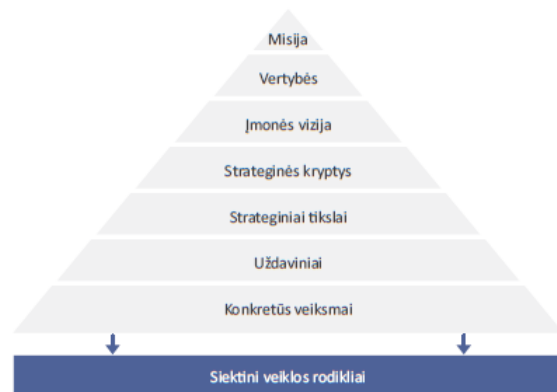 Misija
Vertybės
Įmonės vizija
Strateginės kryptys
Strateginiai tikslai
Uždaviniai
Konkretūs veiksmai
Siektini veiklos rodikliai